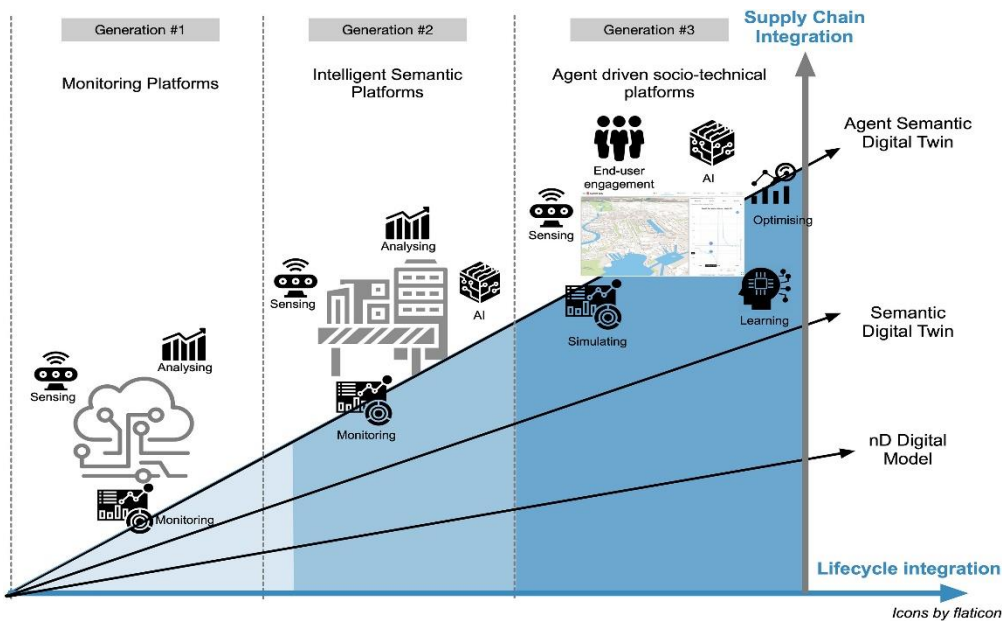 Generation #1
Generation #2
Generation #3
Supply Chain
Integration
Monitoring Platforms
Intelligent Semantic
Platforms
Agent driven socio-technical
platforms
Agent Semantic
Digital Twin
End-user
engagement
AI
Sensing
Optimising
Analysing
Sensing
AI
Simulating
Learning
Semantic
Digital Twin
Analysing
Sensing
Monitoring
nD Digital
Model
Monitoring
Lifecycle integration
Icons by flaticon